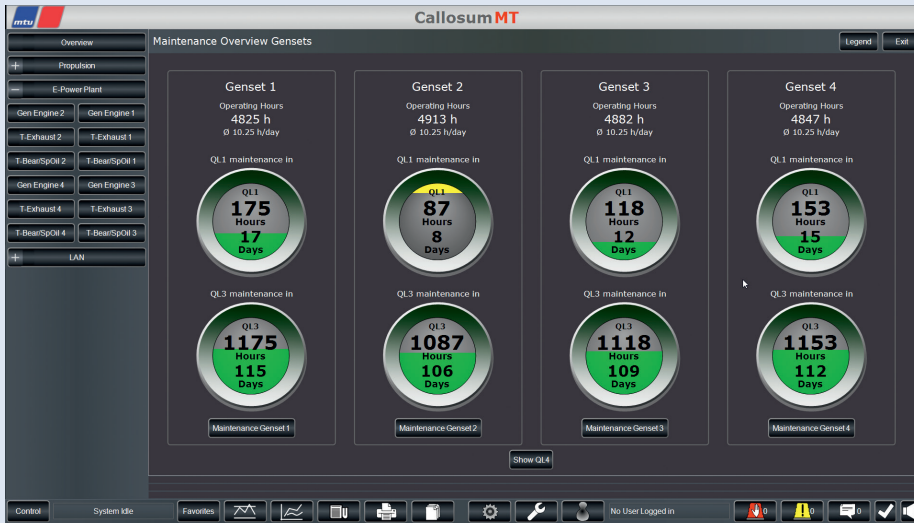 mtu
CallosumMT
Overview
Maintenance Overview Gensets
Legend
Exit
+ Propulsion
– E-Power Plant
Gen Engine 2
Gen Engine 1
T-Exhaust 2
T-Exhaust 1
T-Bear/SpOil 2
T-Bear/SpOil 1
Gen Engine 4
Gen Engine 3
T-Exhaust 4
T-Exhaust 3
T-Bear/SpOil 4
T-Bear/SpOil 3
+ LAN
Genset 1
Operating Hours
4825 h
Ø 10.25 h/day
QL1 maintenance in
QL1
175
Hours
17
Days
QL3 maintenance in
QL3
1175
Hours
115
Days
Maintenance Genset 1
Genset 2
Operating Hours
4913 h
Ø 10.25 h/day
QL1 maintenance in
QL1
87
Hours
8
Days
QL3 maintenance in
QL3
1087
Hours
106
Days
Maintenance Genset 2
Genset 3
Operating Hours
4882 h
Ø 10.25 h/day
QL1 maintenance in
QL1
118
Hours
12
Days
QL3 maintenance in
QL3
1118
Hours
109
Days
Maintenance Genset 3
Genset 4
Operating Hours
4847 h
Ø 10.25 h/day
QL1 maintenance in
QL1
153
Hours
15
Days
QL3 maintenance in
QL3
1153
Hours
112
Days
Maintenance Genset 4
Show QL4
Control
System Idle
Favorites
No User Logged in
0
0
0